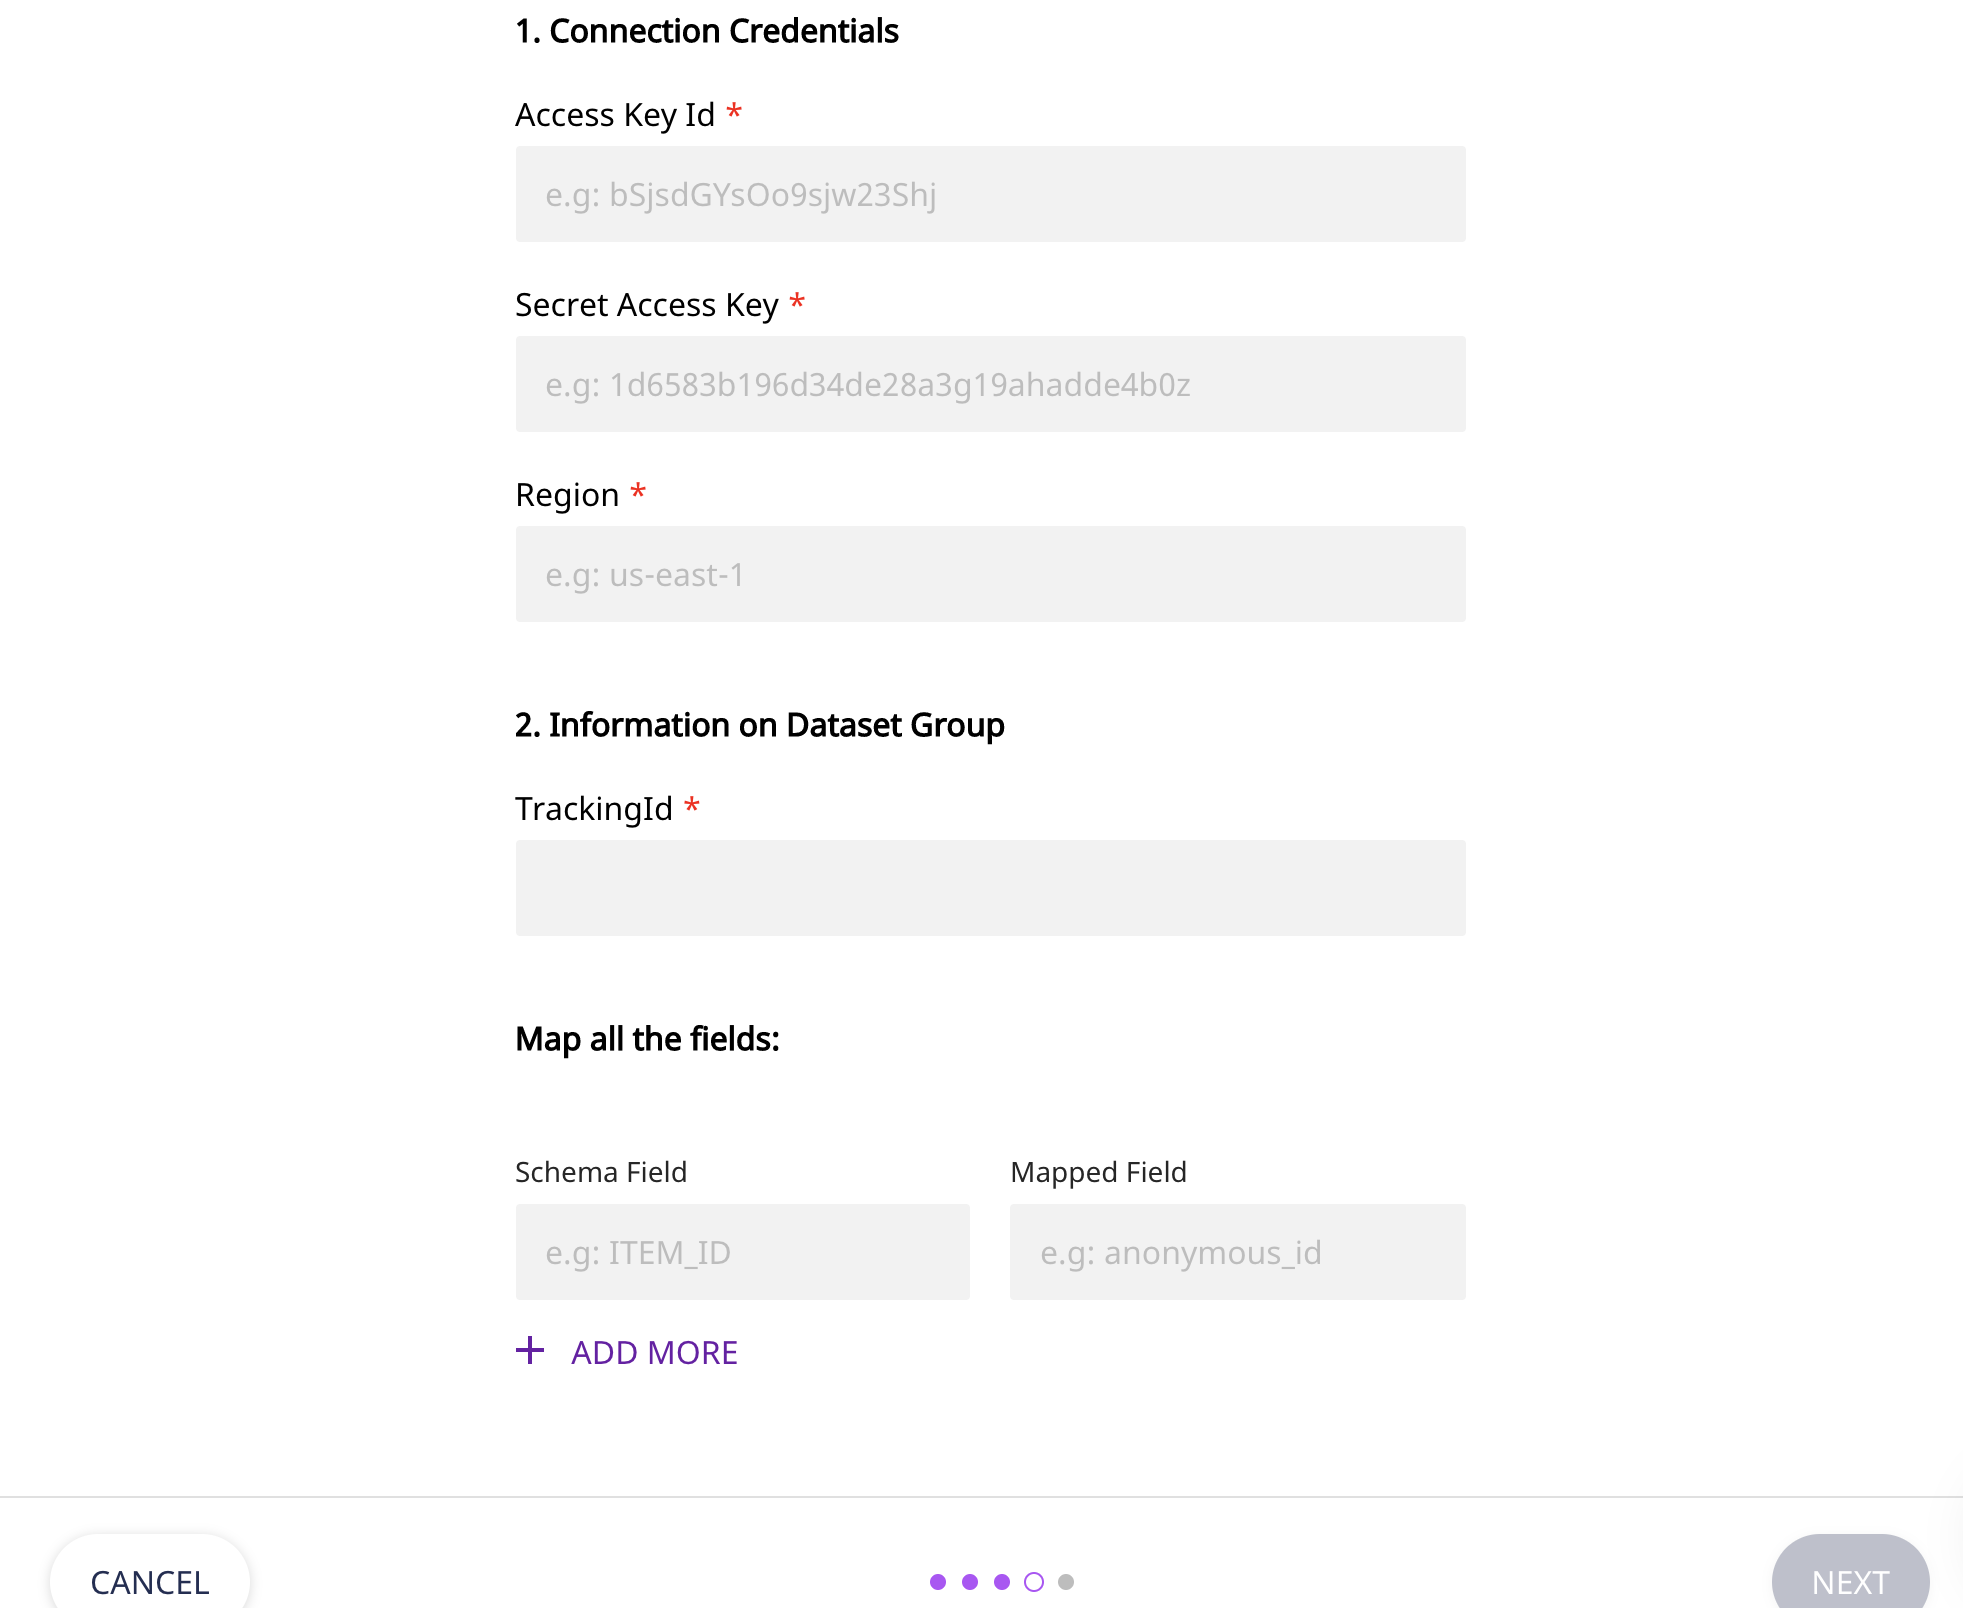 1. Connection Credentials
Access Key Id *
e.g: bSjsdGYsOo9sjw23Shj
Secret Access Key *
e.g: 1d6583b196d34de28a3g19ahadde4b0z
Region *
e.g: us-east-1
2. Information on Dataset Group
TrackingId *
Map all the fields:
Schema Field
Mapped Field
e.g: ITEM_ID
e.g: anonymous_id
+ ADD MORE
CANCEL
NEXT